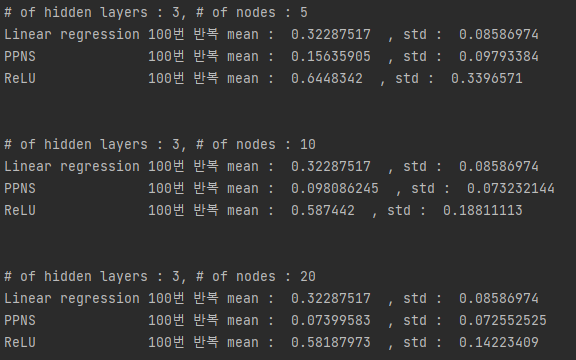 # of hidden layers : 3, # of nodes : 5
Linear regression 100번 반복 mean :  0.32287517  , std :  0.08586974
PPNS              100번 반복 mean :  0.15635905  , std :  0.09793384
ReLU              100번 반복 mean :  0.6448342  , std :  0.3396571
# of hidden layers : 3, # of nodes : 10
Linear regression 100번 반복 mean :  0.32287517  , std :  0.08586974
PPNS              100번 반복 mean :  0.098086245  , std :  0.073232144
ReLU              100번 반복 mean :  0.587442  , std :  0.18811113
# of hidden layers : 3, # of nodes : 20
Linear regression 100번 반복 mean :  0.32287517  , std :  0.08586974
PPNS              100번 반복 mean :  0.07399583  , std :  0.072552525
ReLU              100번 반복 mean :  0.58187973  , std :  0.14223409